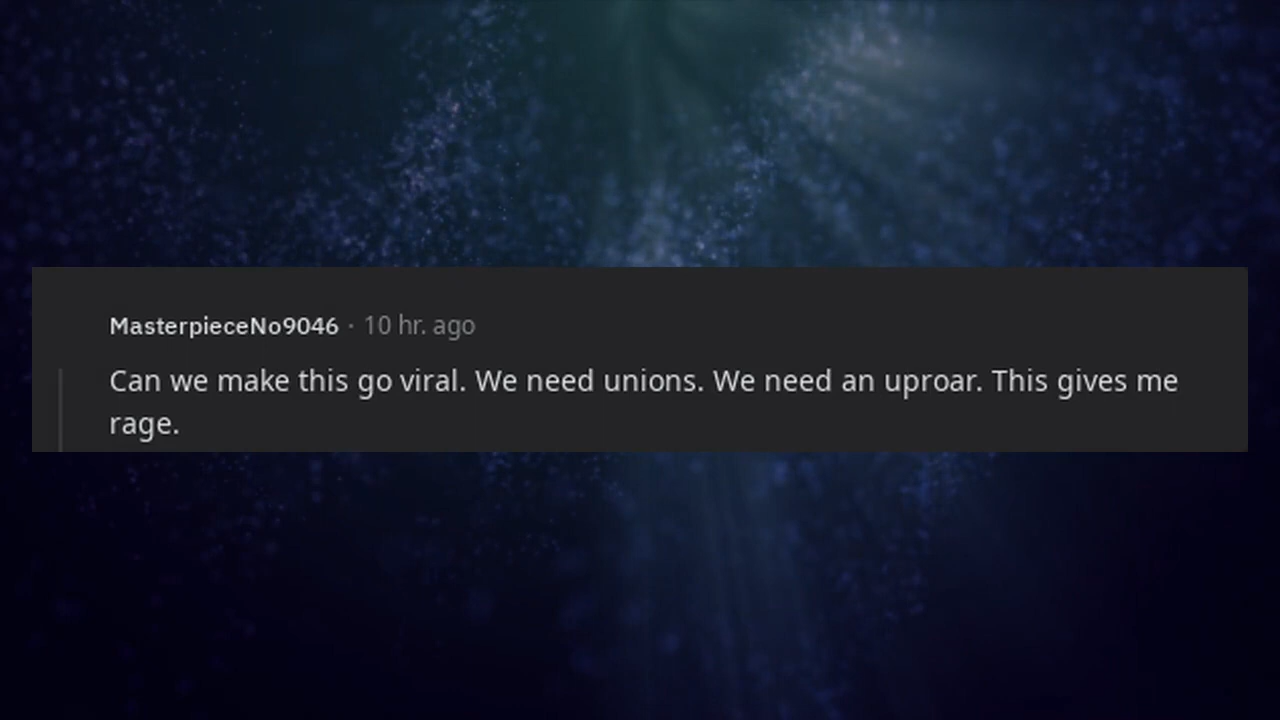 MasterpieceNo9046 · 10 hr. ago
Can we make this go viral. We need unions. We need an uproar. This gives me
rage.